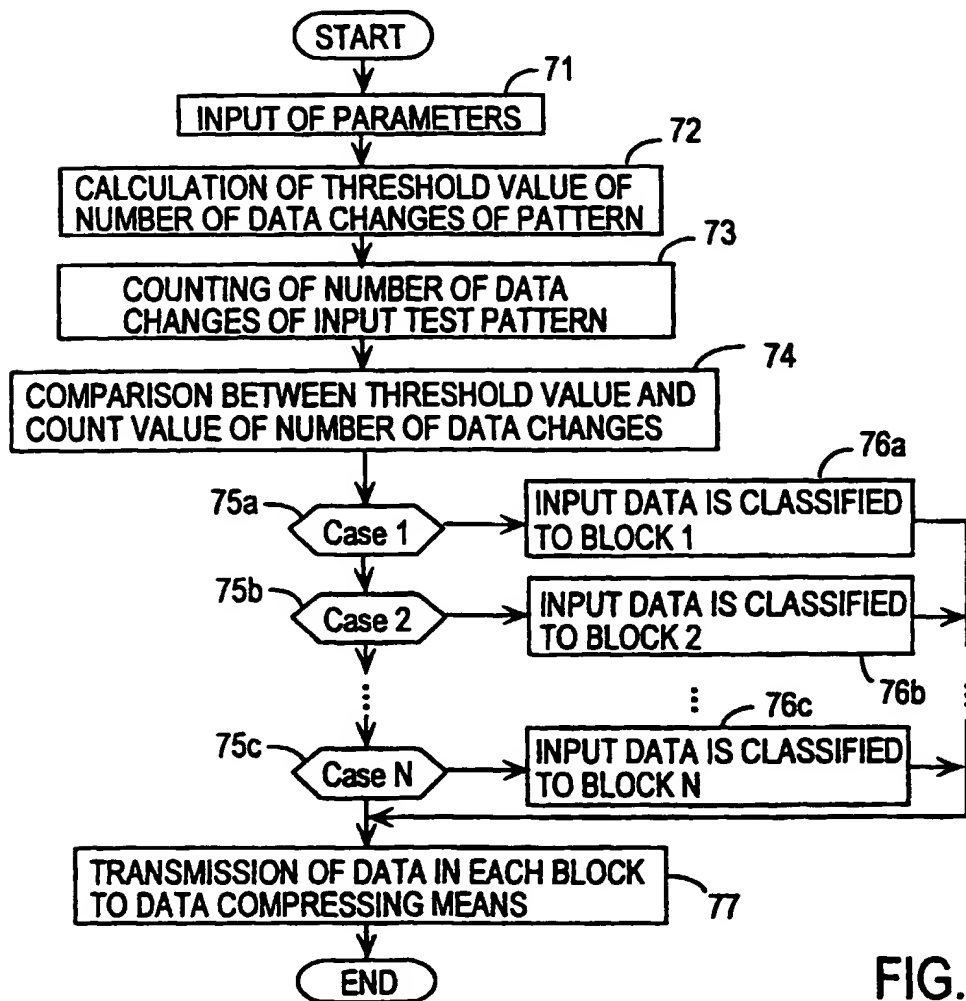 START
71
INPUT OF PARAMETERS
72
CALCULATION OF THRESHOLD VALUE OF
NUMBER OF DATA CHANGES OF PATTERN
73
COUNTING OF NUMBER OF DATA
CHANGES OF INPUT TEST PATTERN
74
COMPARISON BETWEEN THRESHOLD VALUE AND
COUNT VALUE OF NUMBER OF DATA CHANGES
75a
Case 1
76a
INPUT DATA IS CLASSIFIED
TO BLOCK 1
75b
Case 2
INPUT DATA IS CLASSIFIED
TO BLOCK 2
76b
75c
Case N
76c
INPUT DATA IS CLASSIFIED
TO BLOCK N
TRANSMISSION OF DATA IN EACH BLOCK
TO DATA COMPRESSING MEANS
77
END
FIG.